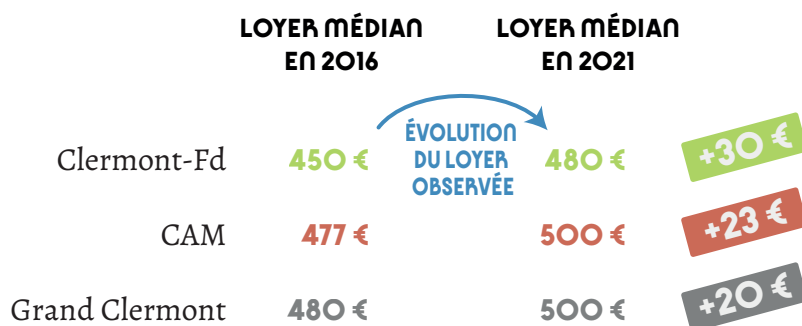 LOYER MÉDIAN
EN 2016
LOYER MÉDIAN
EN 2021
ÉVOLUTION
DU LOYER
OBSERVÉE
Clermont-Fd 450 € 480 € +30 €
CAM 477 € 500 € +23 €
Grand Clermont 480 € 500 € +20 €